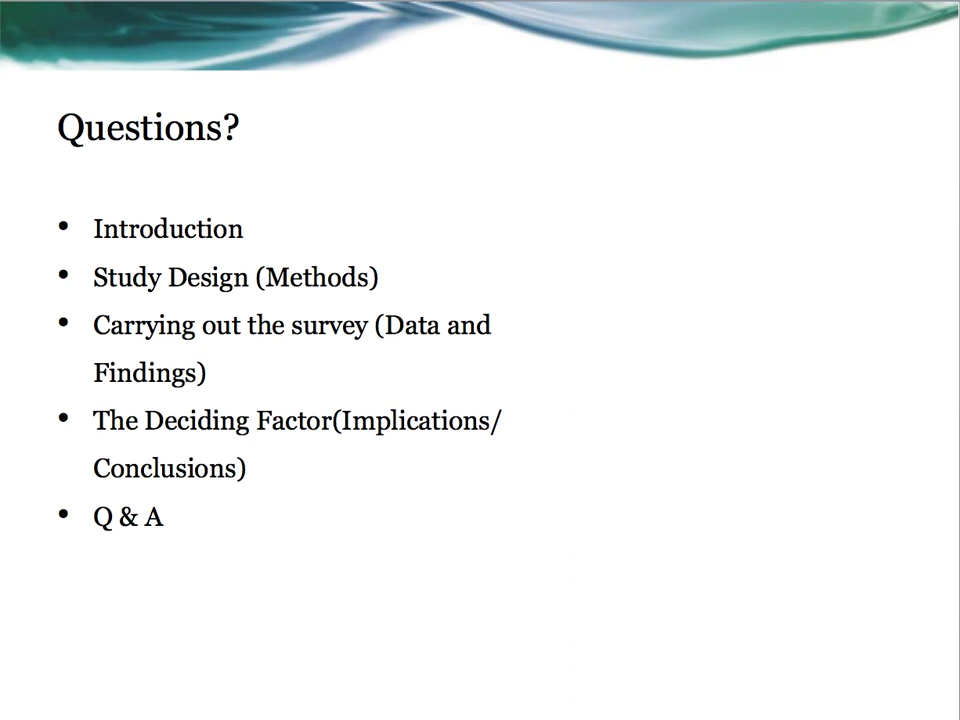 Questions?
• Introduction
• Study Design (Methods)
• Carrying out the survey (Data and
Findings)
• The Deciding Factor(Implications/
Conclusions)
• Q & A